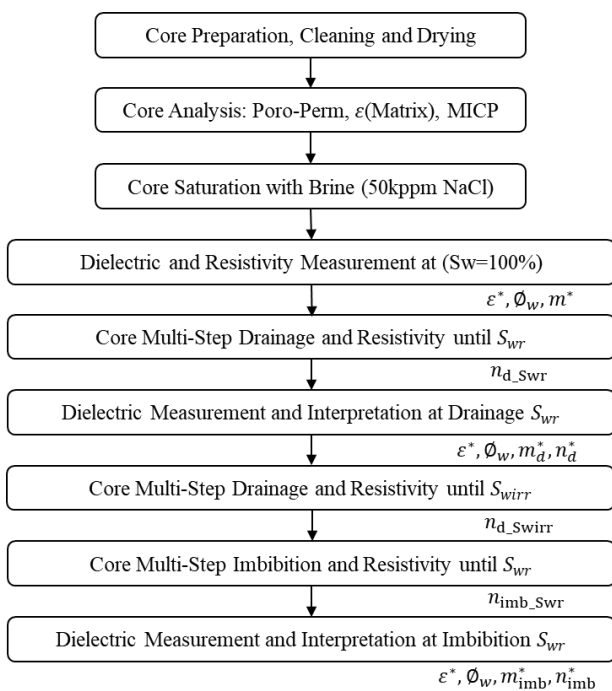 Core Preparation, Cleaning and Drying
Core Analysis: Poro-Perm, ε(Matrix), MICP
Core Saturation with Brine (50kppm NaCl)
Dielectric and Resistivity Measurement at (Sw=100%)
ε*, Ø_w, m*
Core Multi-Step Drainage and Resistivity until S_wr
n_d_Swr
Dielectric Measurement and Interpretation at Drainage S_wr
ε*, Ø_w, m*_d, n*_d
Core Multi-Step Drainage and Resistivity until S_wirr
n_d_Swirr
Core Multi-Step Imbibition and Resistivity until S_wr
n_imb_Swr
Dielectric Measurement and Interpretation at Imbibition S_wr
ε*, Ø_w, m*_imb, n*_imb